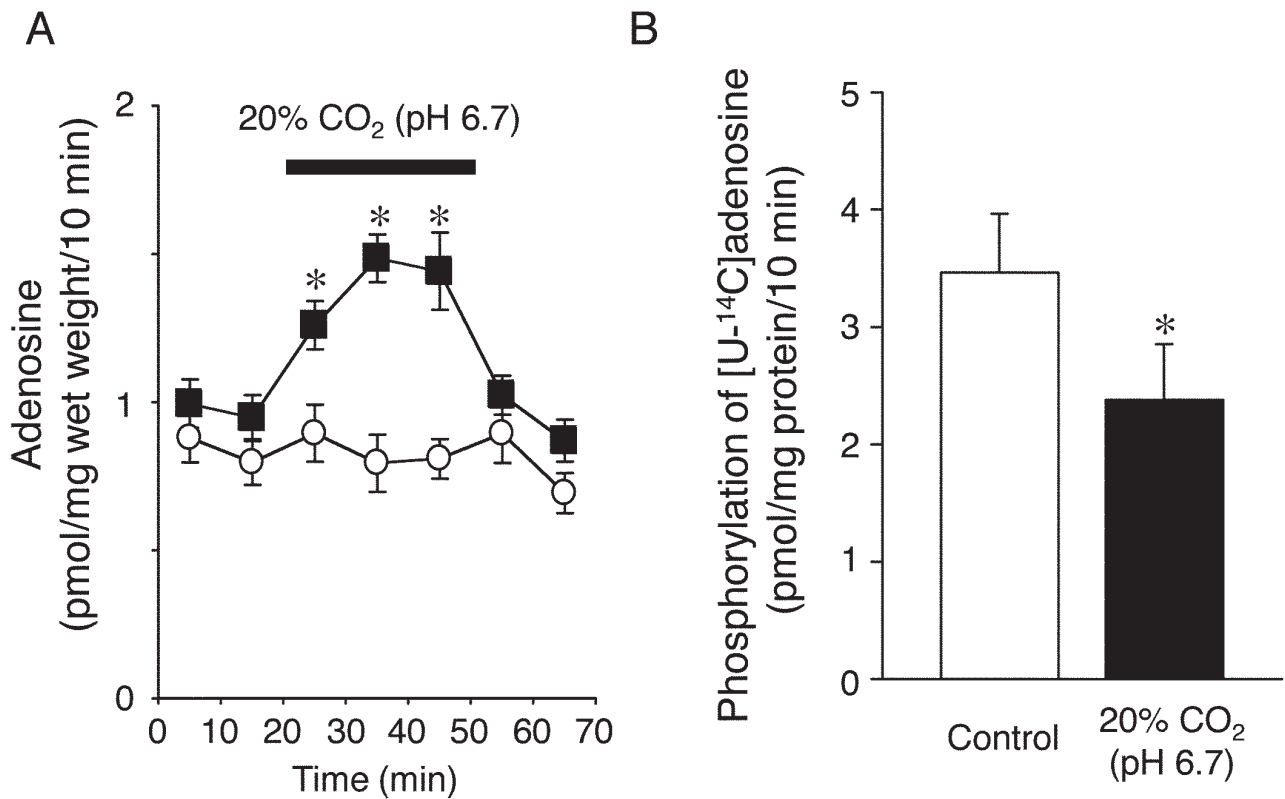 A
2
1
0
Adenosine
(pmol/mg wet weight/10 min)
20% CO₂ (pH 6.7)
*
*
*
0 10 20 30 40 50 60 70
Time (min)
B
5
4
3
2
1
0
Phosphorylation of [U-¹⁴C]adenosine
(pmol/mg protein/10 min)
*
Control
20% CO₂
(pH 6.7)